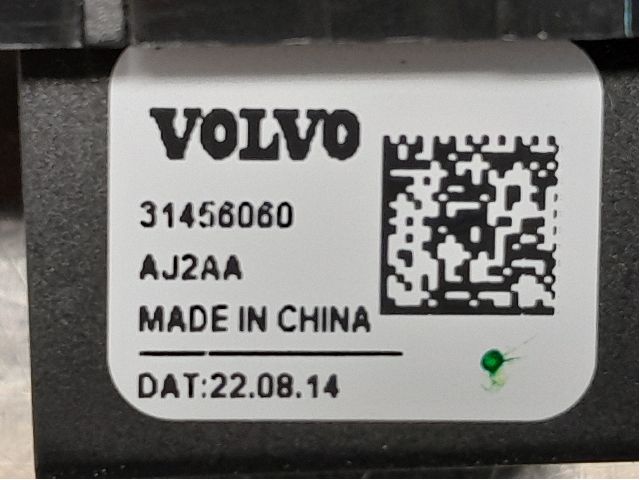 VOLVO
31456060
AJ2AA
MADE IN CHINA
DAT:22.08.14